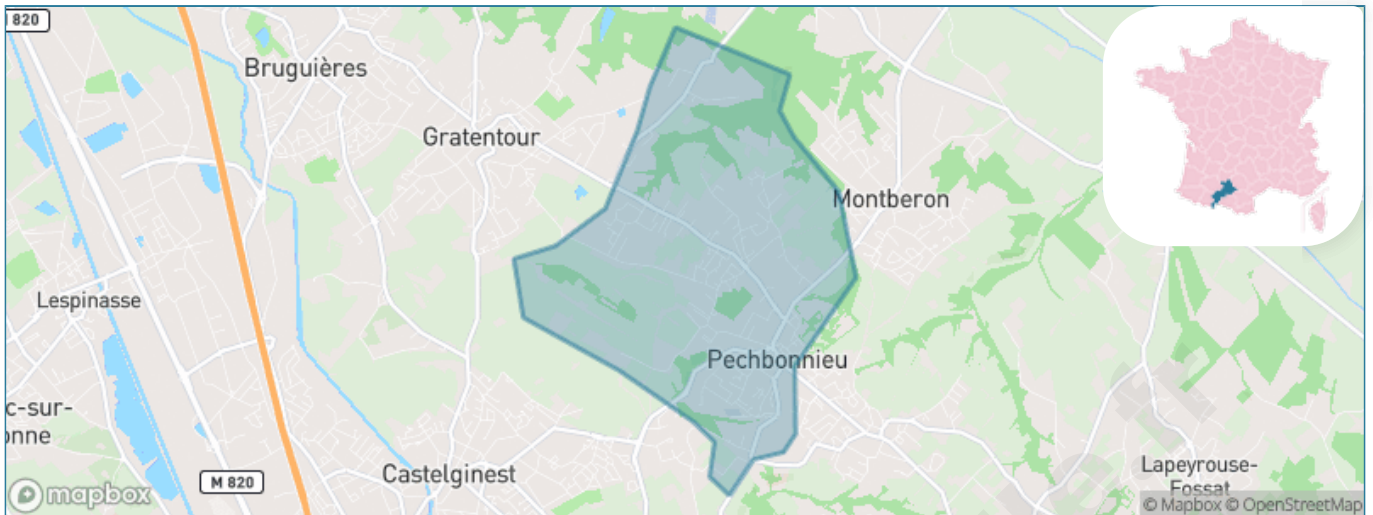 820
Bruguières
Gratentour
Montberon
Lespinasse
Pechbonnieu
c-sur-
onne
Castelginest
M 820
Lapeyrouse-
Fossat
mapbox
© Mapbox © OpenStreetMap